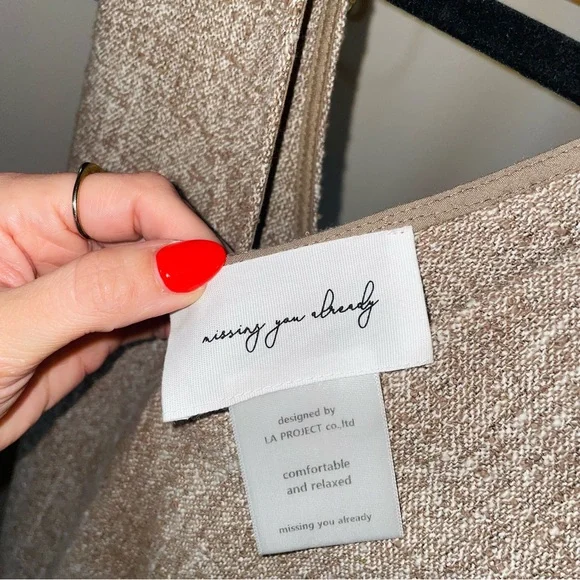 missing you already
designed by
LA PROJECT co.,ltd
comfortable
and relaxed
missing you already